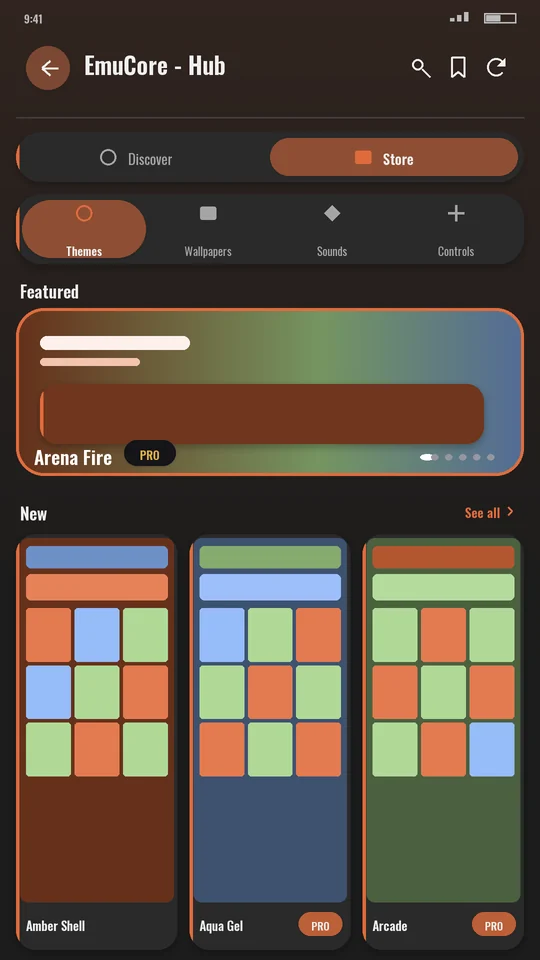 9:41
EmuCore - Hub
Discover
Store
Themes
Wallpapers
Sounds
Controls
Featured
Arena Fire
PRO
New
See all
Amber Shell
Aqua Gel
PRO
Arcade
PRO